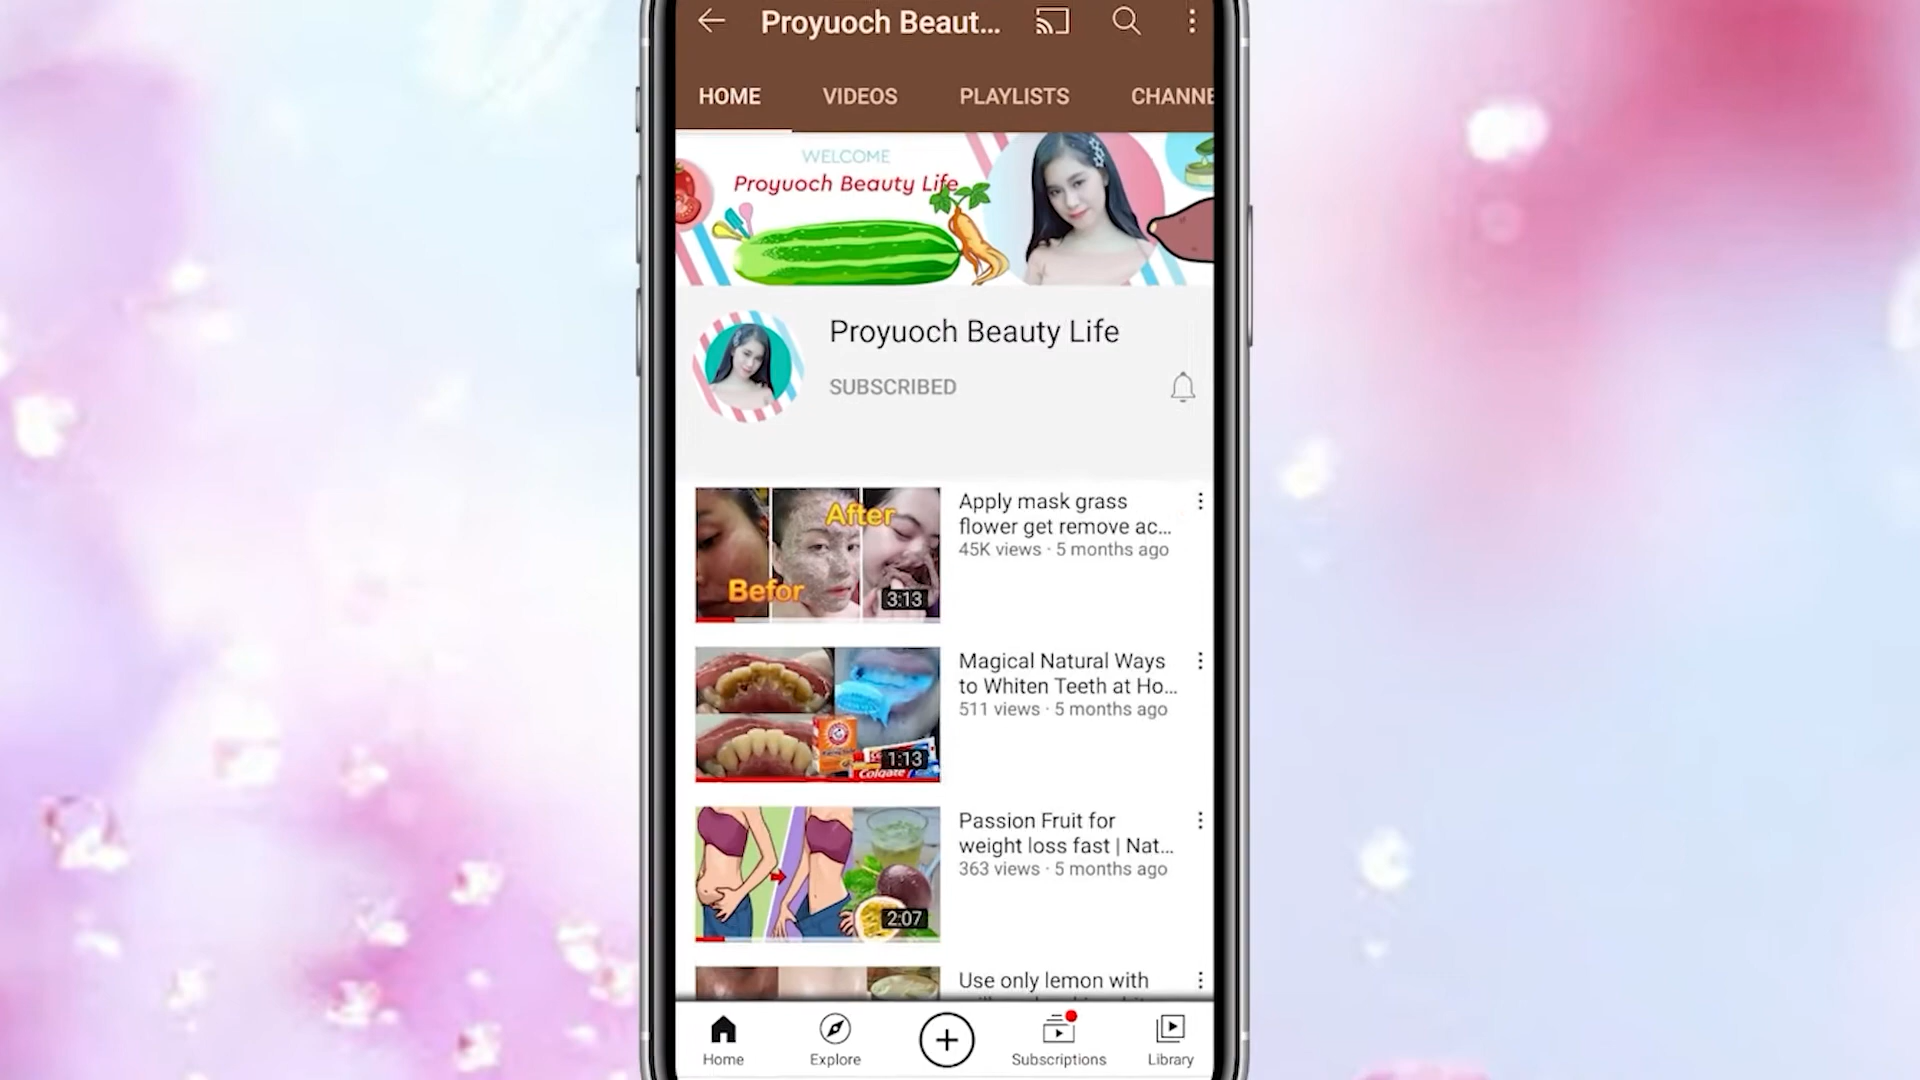 Proyuoch Beaut...
HOME VIDEOS PLAYLISTS CHANNE
WELCOME
Proyuoch Beauty Life
Proyuoch Beauty Life
SUBSCRIBED
After
Befor
3:13
Apply mask grass
flower get remove ac...
45K views · 5 months ago
Colgate
1:13
Magical Natural Ways
to Whiten Teeth at Ho...
511 views · 5 months ago
2:07
Passion Fruit for
weight loss fast | Nat...
363 views · 5 months ago
Use only lemon with
Home Explore Subscriptions Library